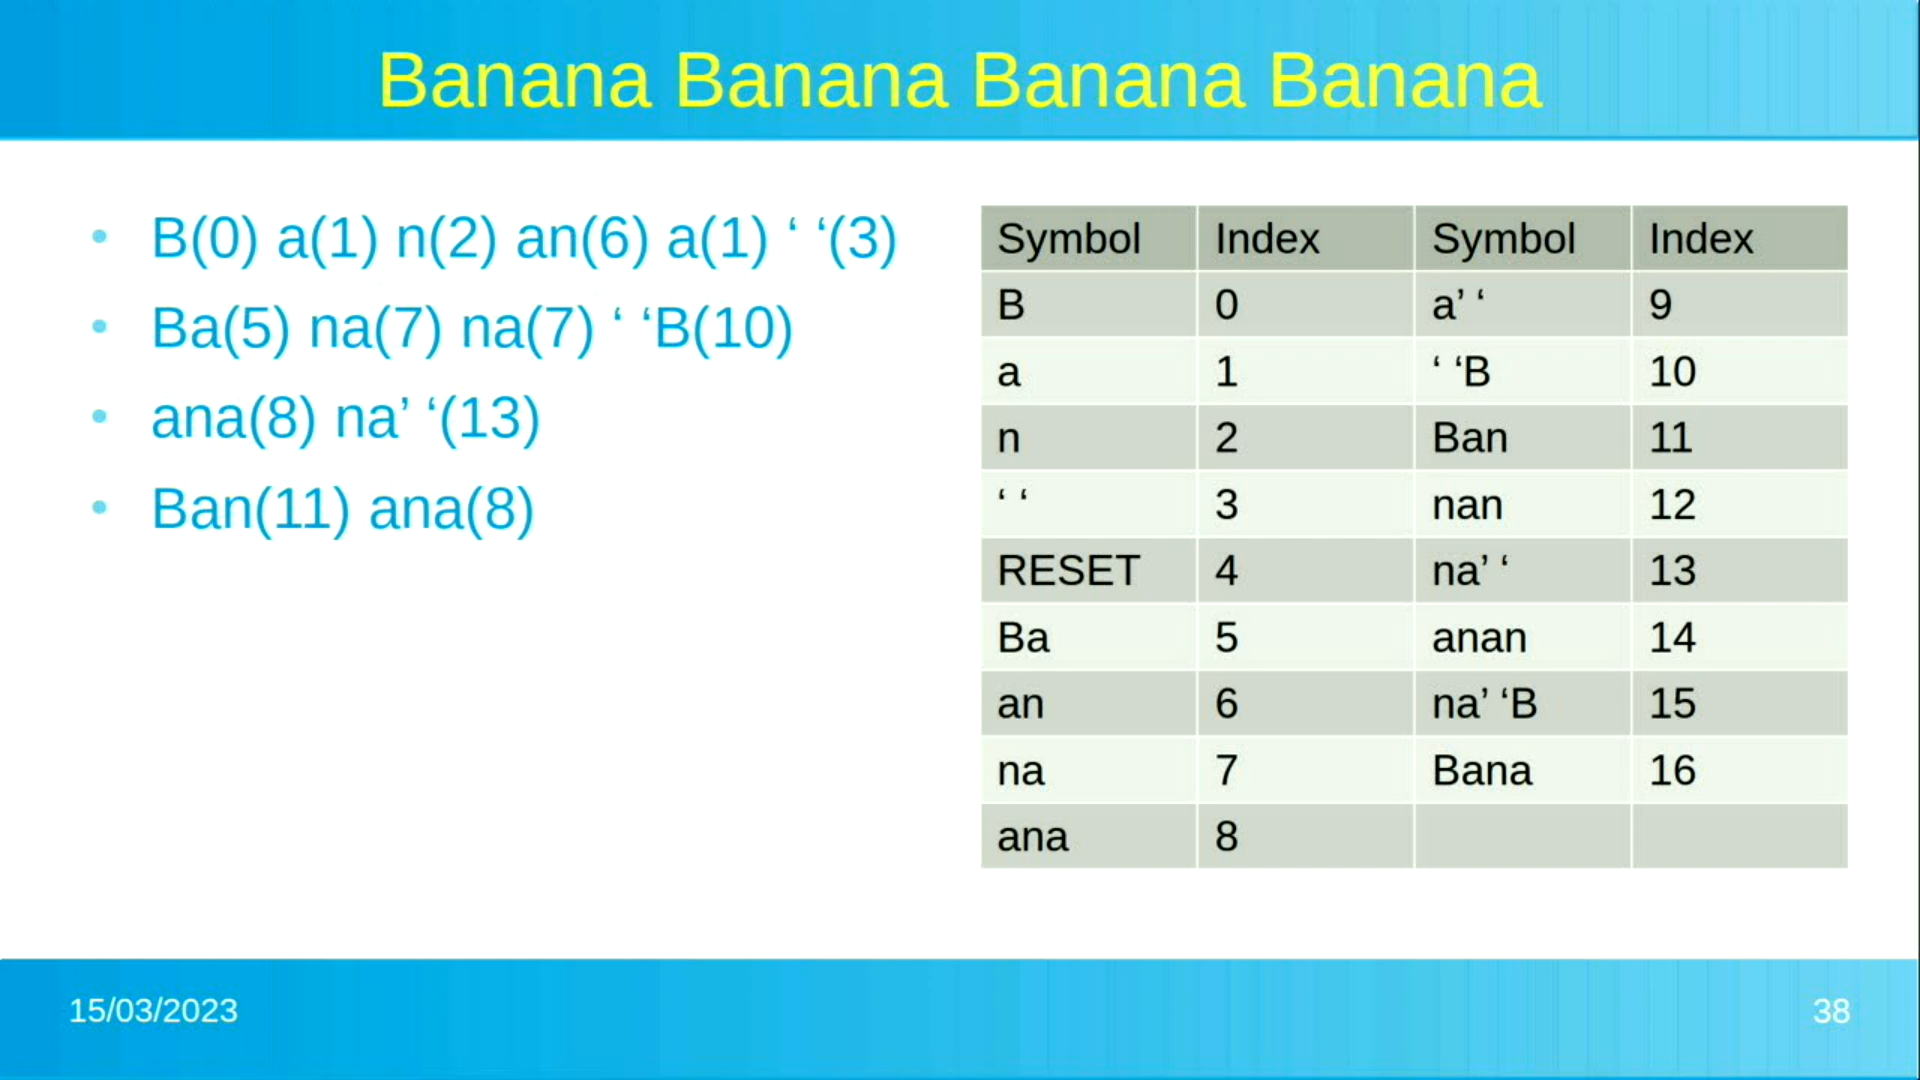 Banana Banana Banana Banana
• B(0) a(1) n(2) an(6) a(1) ‘ ‘(3)
• Ba(5) na(7) na(7) ‘ ‘B(10)
• ana(8) na’ ‘(13)
• Ban(11) ana(8)
Symbol Index Symbol Index
B 0 a’ ‘ 9
a 1 ‘ ‘B 10
n 2 Ban 11
‘ ‘ 3 nan 12
RESET 4 na’ ‘ 13
Ba 5 anan 14
an 6 na’ ‘B 15
na 7 Bana 16
ana 8
15/03/2023
38